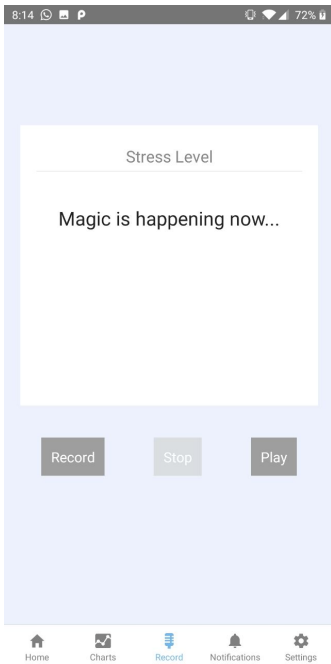 8:14 72%
Stress Level
Magic is happening now...
Record Stop Play
Home Charts Record Notifications Settings